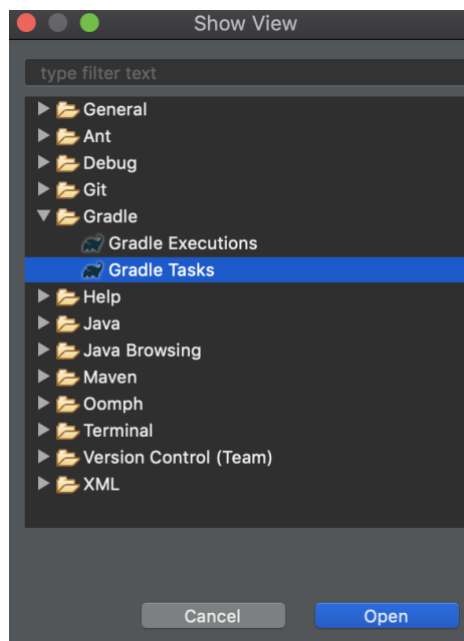 Show View
type filter text
General
Ant
Debug
Git
Gradle
Gradle Executions
Gradle Tasks
Help
Java
Java Browsing
Maven
Oomph
Terminal
Version Control (Team)
XML
Cancel Open